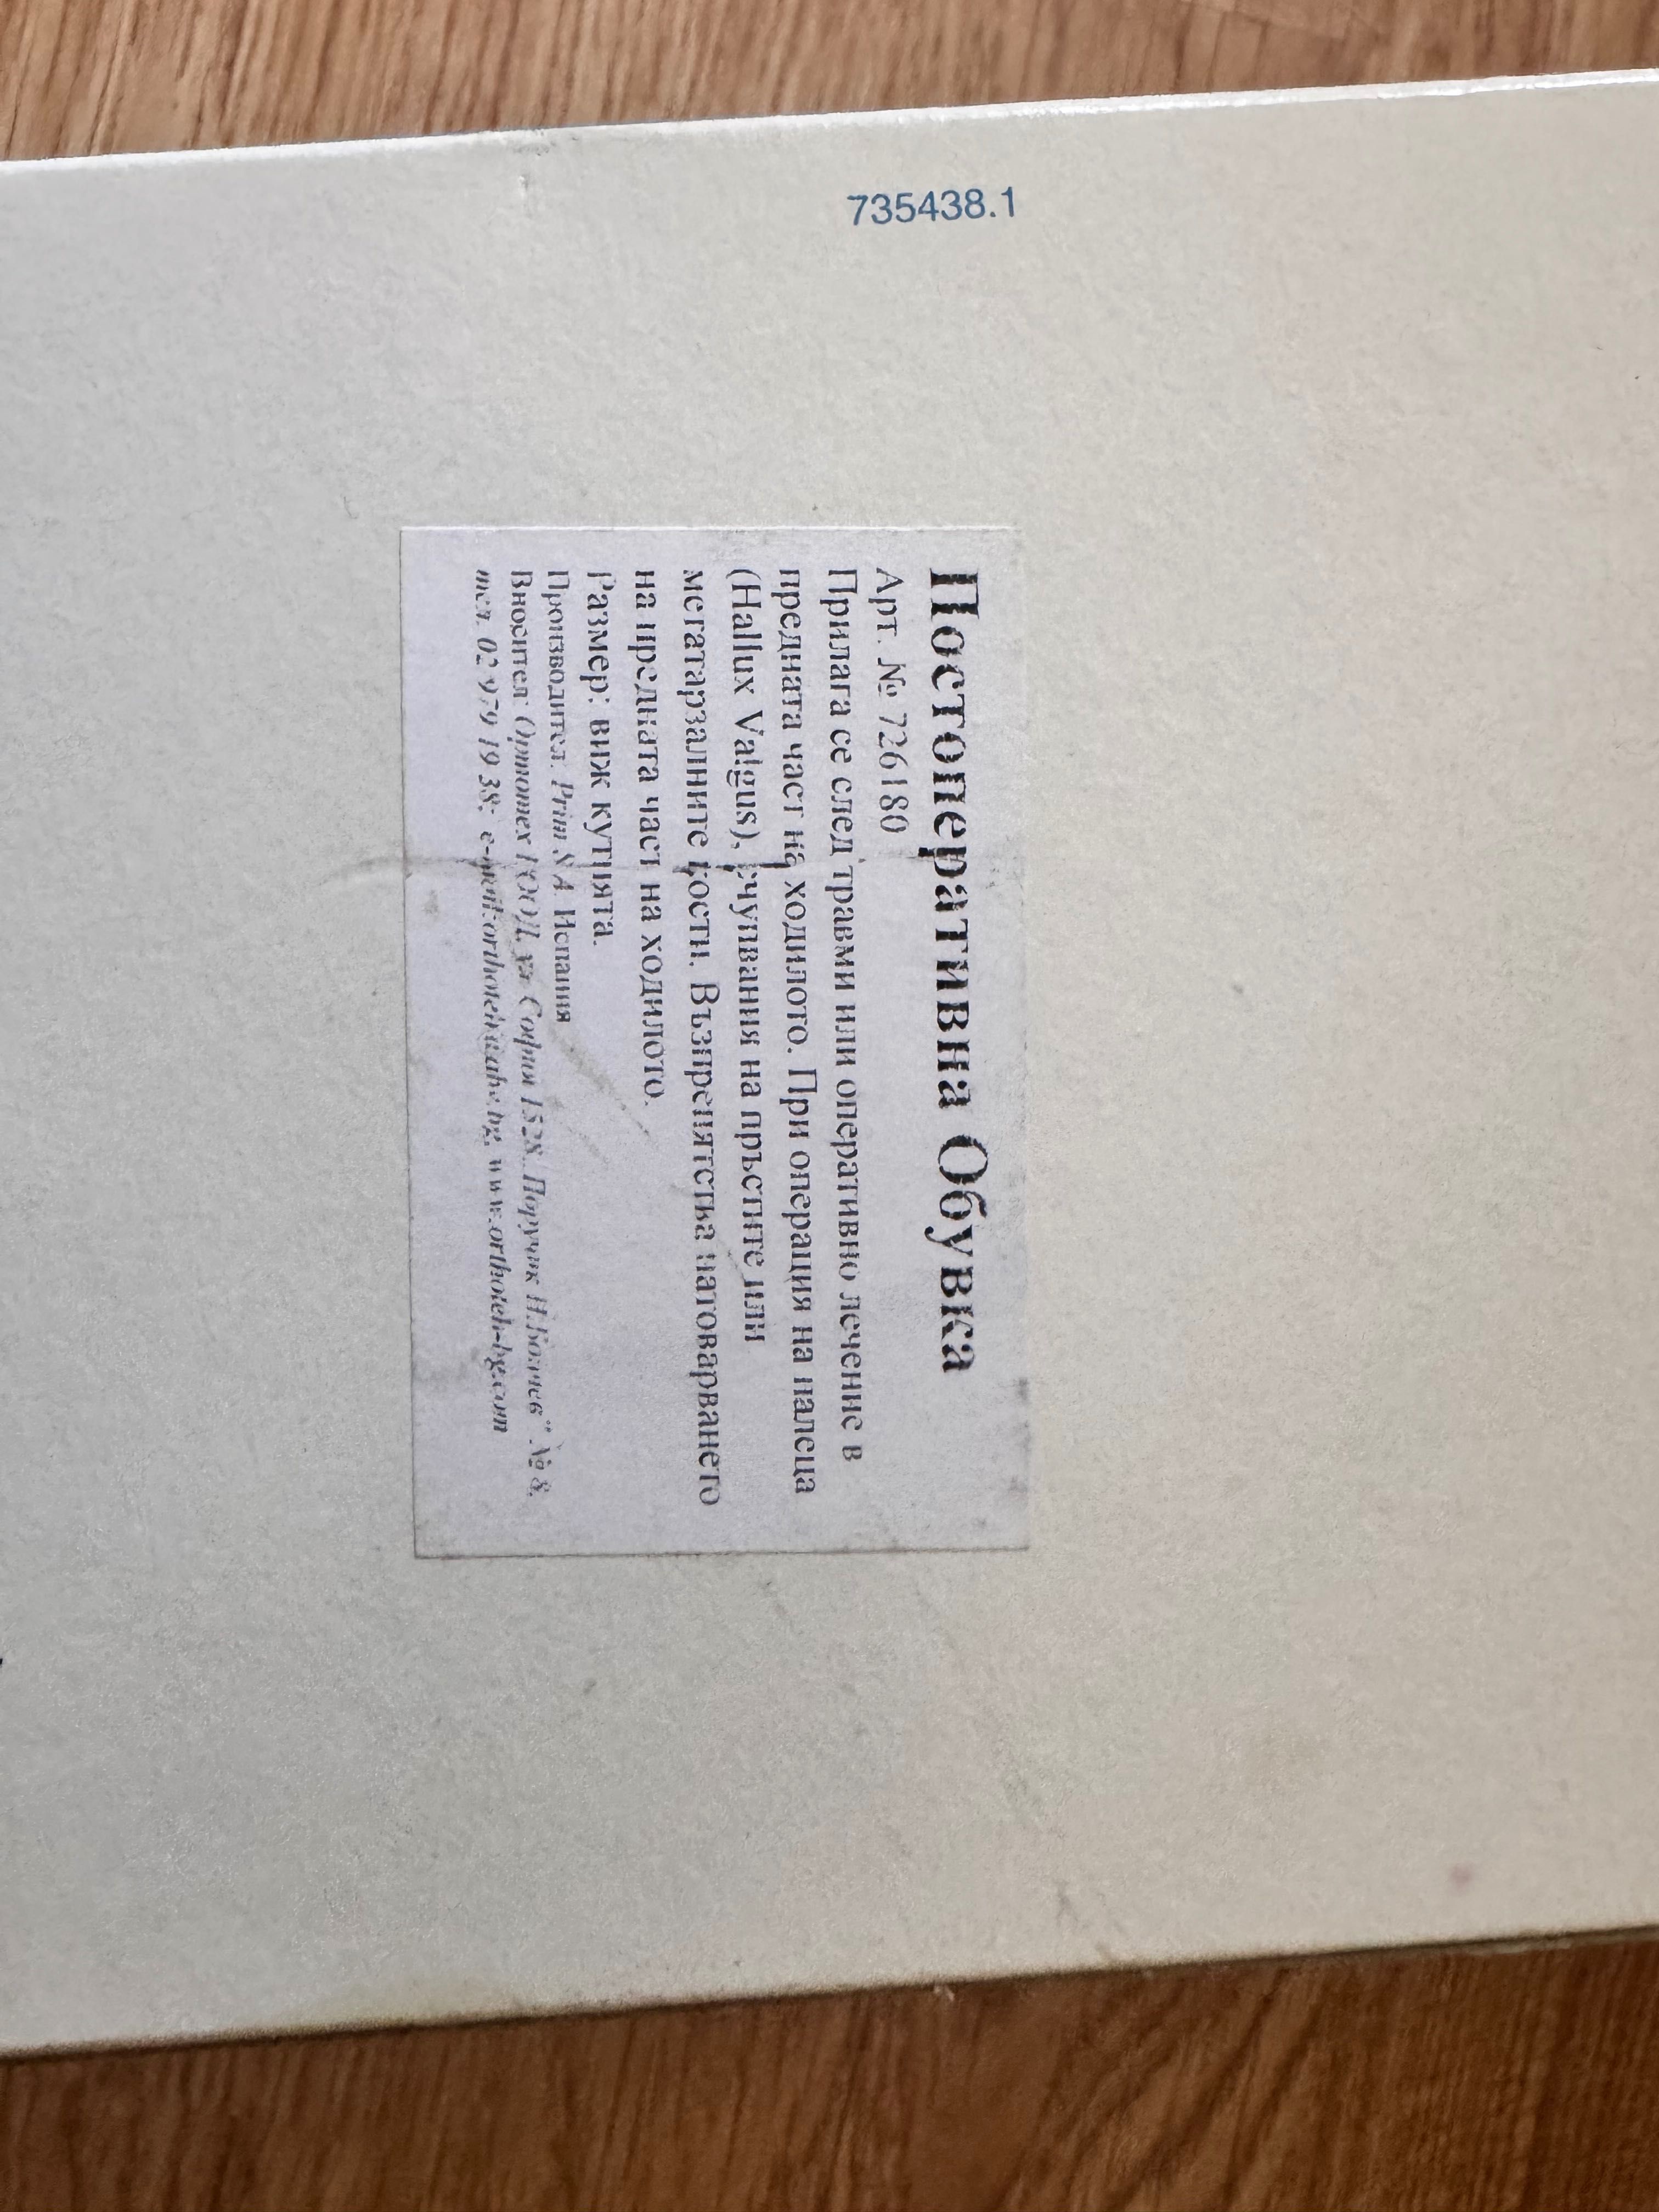 735438.1
Постоперативна Обувка
Арт. № 726180
Прилага се след травми или оперативно лечение в
предната част на ходилото. При операция на палеца
(Hallux Valgus), счупвания на пръстите или
метатарзалните кости. Възпрепятства натоварването
на предната част на ходилото.
Размер: виж кутията.
Производител: Prim S.A. Испания
Вносител: Ортотех ЕООД, гр. София 1528, Поручик Н.
№ 8,
тел. 02 979 19 38; www.ortoteh-bg.com